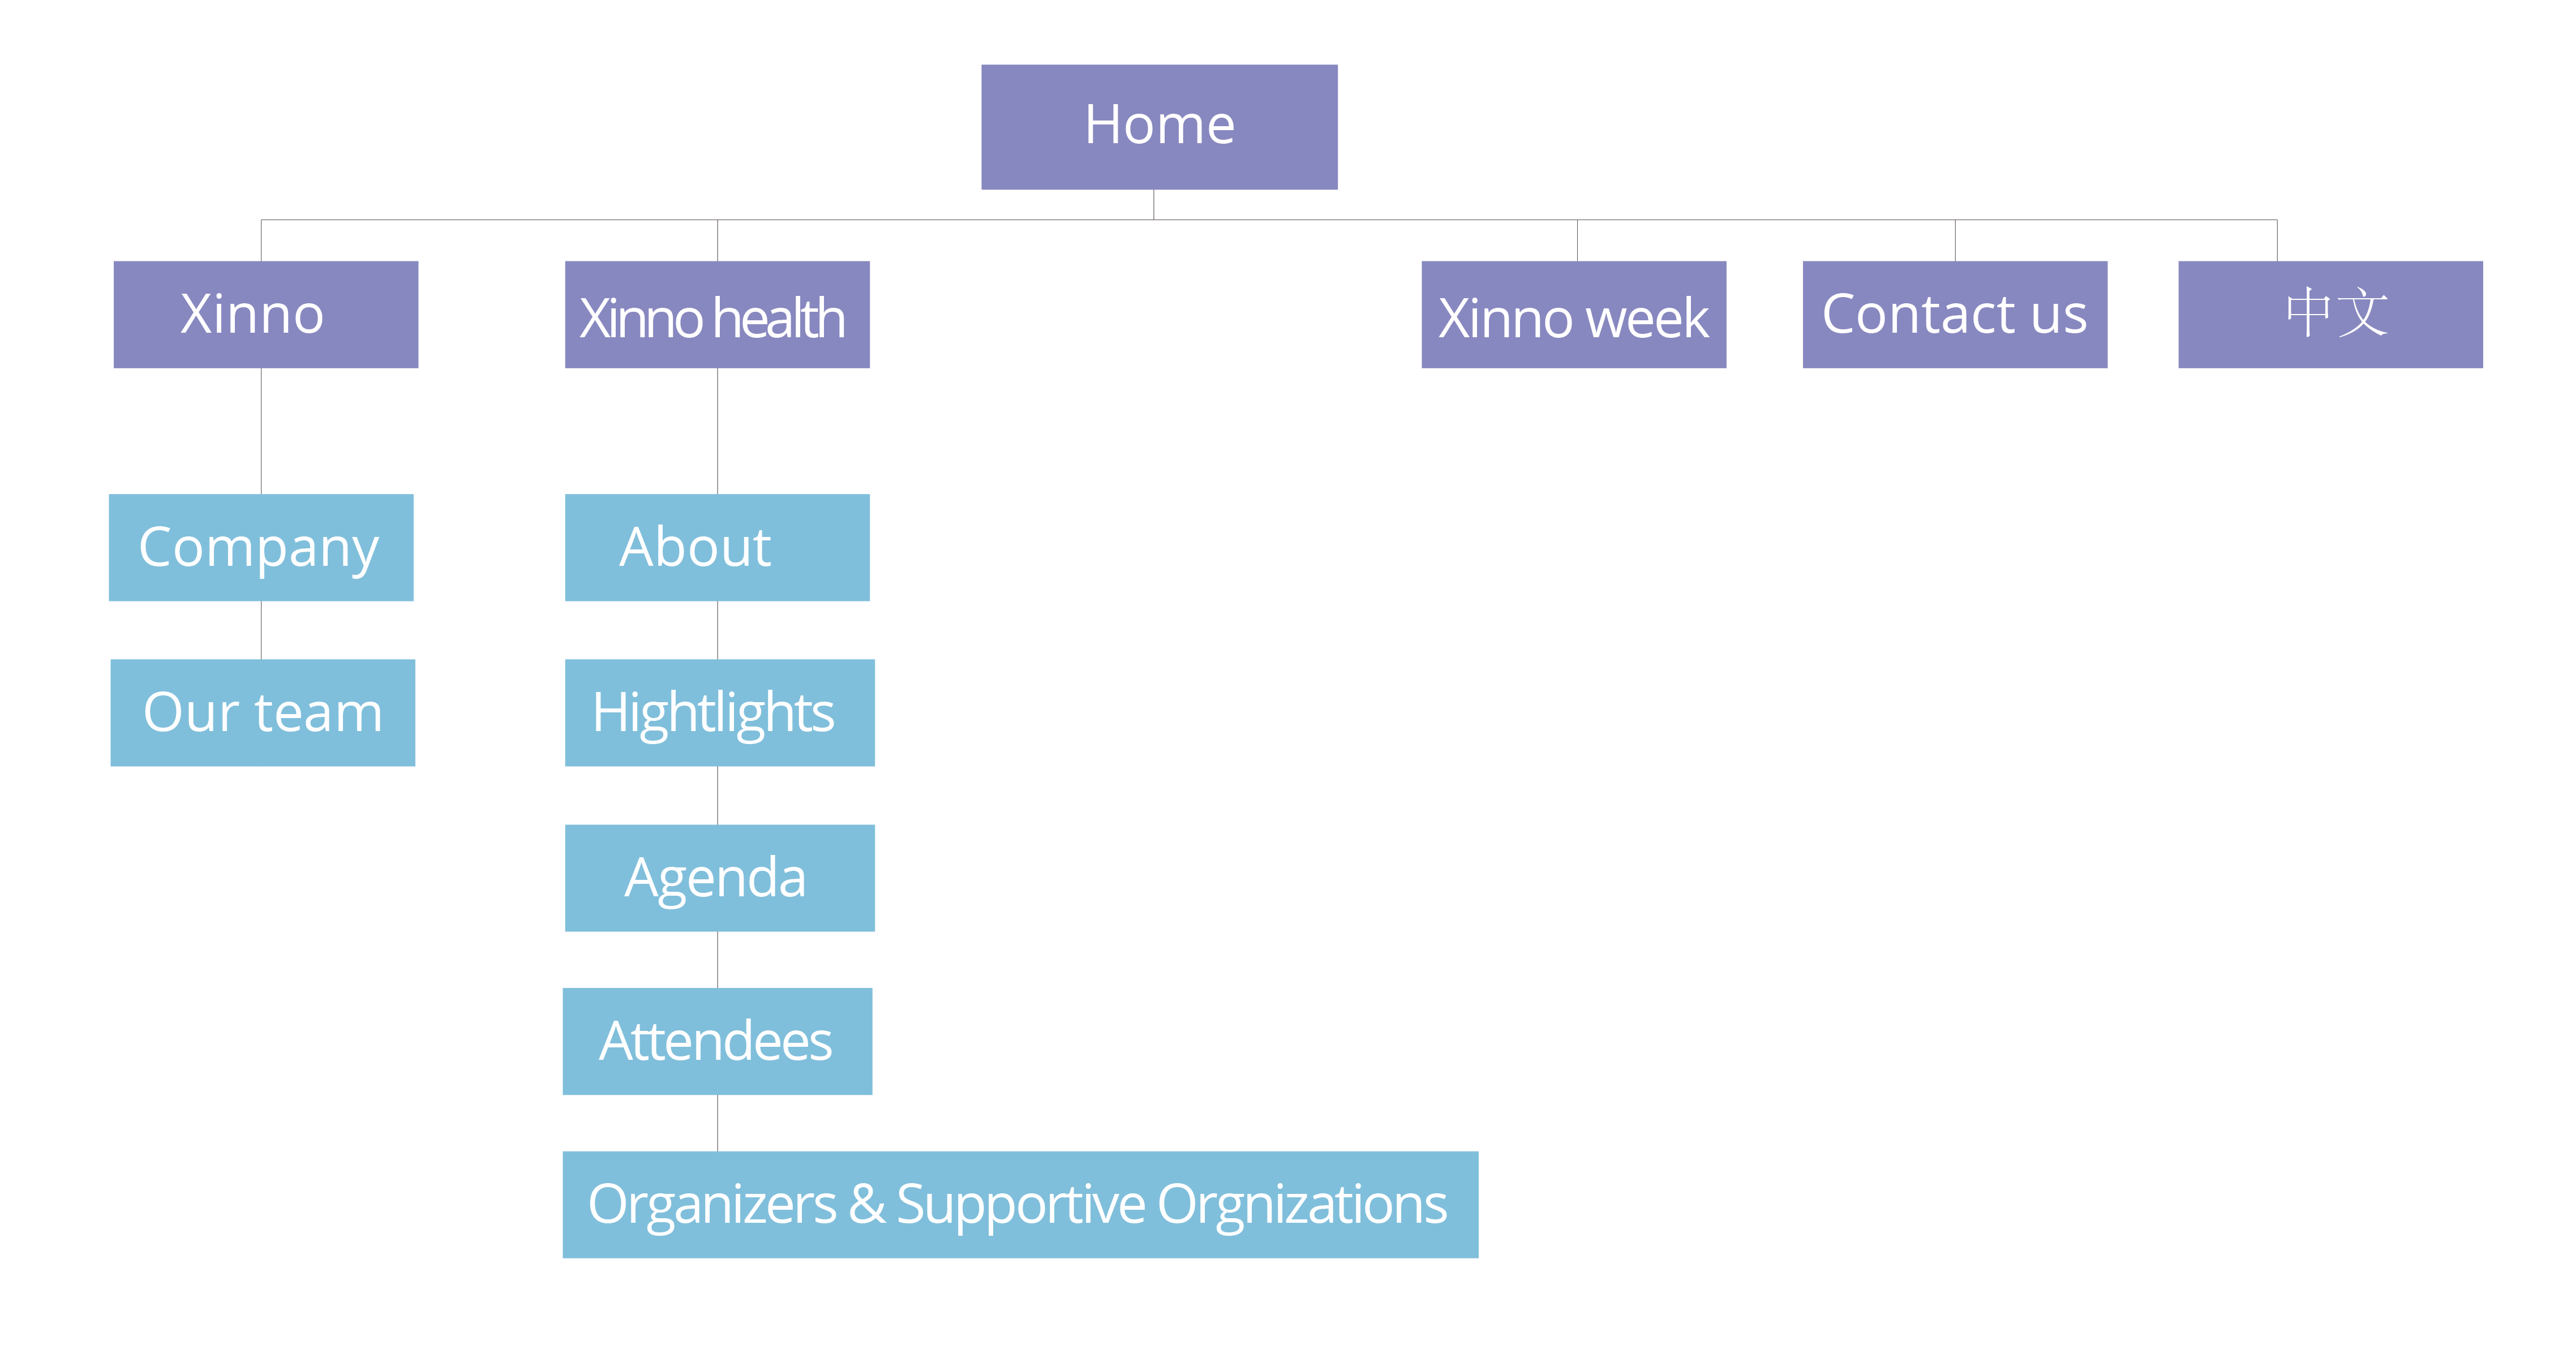 Home
Xinno
Xinno health
Xinno week
Contact us
中文
Company
About
Our team
Hightlights
Agenda
Attendees
Organizers & Supportive Orgnizations